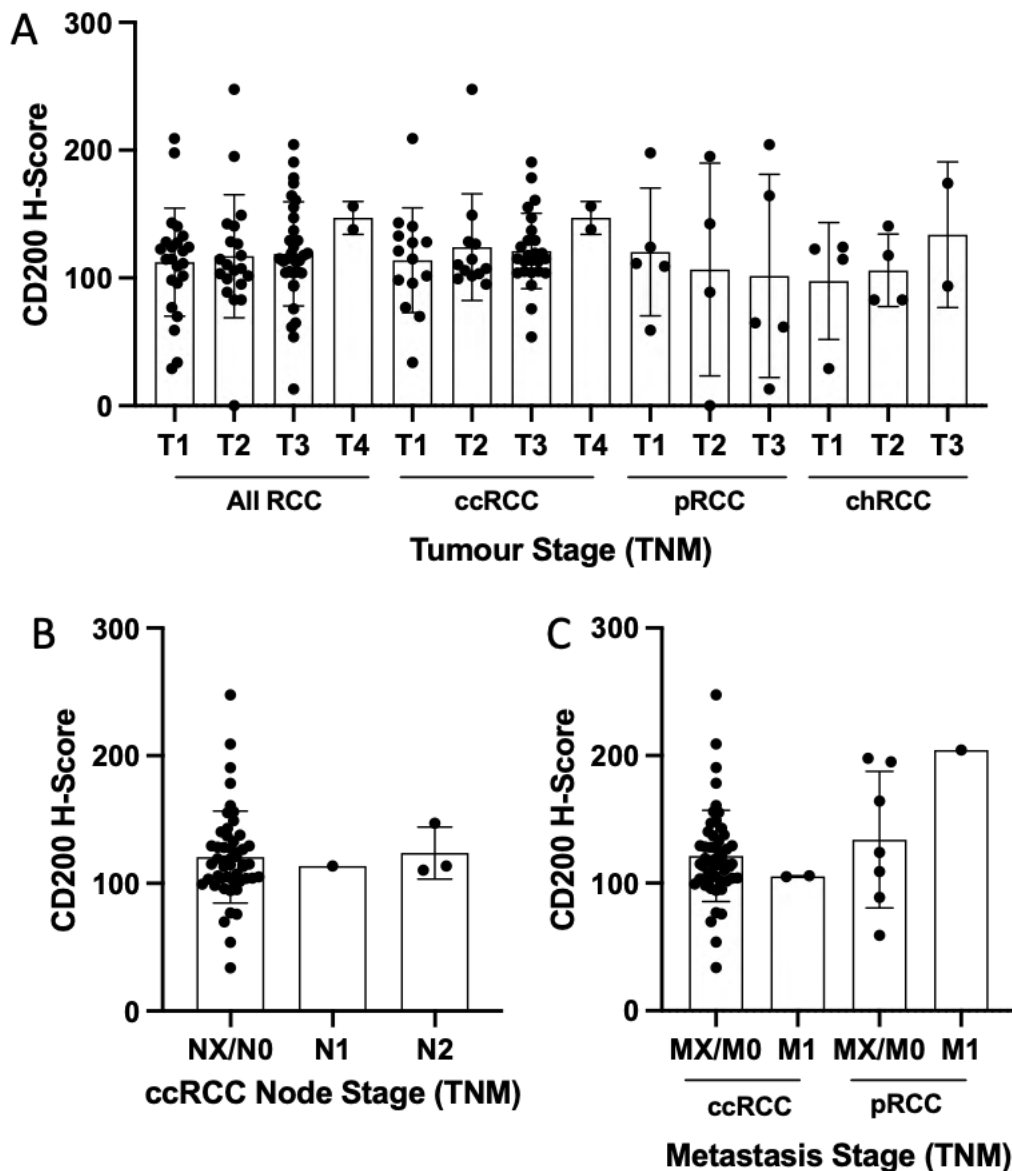 A
300
200
100
0
CD200 H-Score
T1 T2 T3 T4 T1 T2 T3 T4 T1 T2 T3 T1 T2 T3
All RCC ccRCC pRCC chRCC
Tumour Stage (TNM)
B
300
200
100
0
CD200 H-Score
NX/N0 N1 N2
ccRCC Node Stage (TNM)
C
300
200
100
0
CD200 H-Score
MX/M0 M1 MX/M0 M1
ccRCC pRCC
Metastasis Stage (TNM)